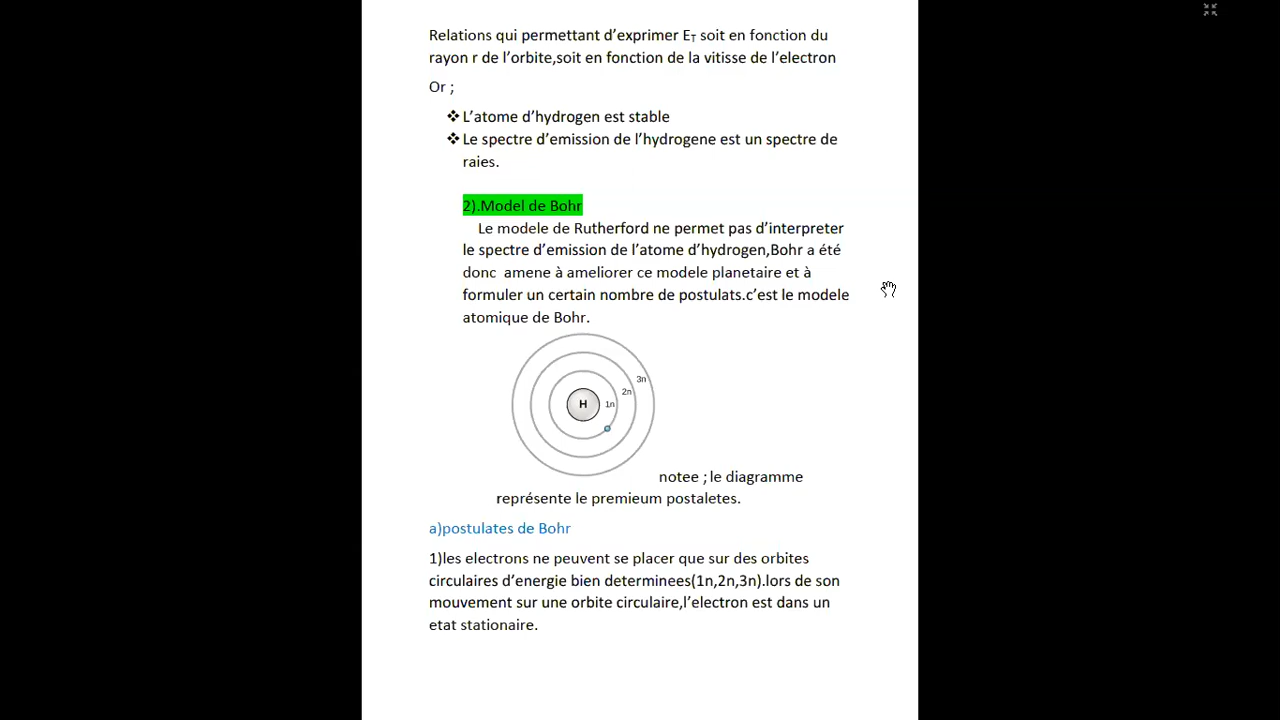 Relations qui permettant d’exprimer ET soit en fonction du
rayon r de l’orbite,soit en fonction de la vitisse de l’electron
Or ;
❖ L’atome d’hydrogen est stable
❖ Le spectre d’emission de l’hydrogene est un spectre de
raies.
2).Model de Bohr
Le modele de Rutherford ne permet pas d’interpreter
le spectre d’emission de l’atome d’hydrogen,Bohr a été
donc amene à ameliorer ce modele planetaire et à
formuler un certain nombre de postulats.c’est le modele
atomique de Bohr.
3n
2n
H 1n
notee ; le diagramme
représente le premieum postaletes.
a)postulates de Bohr
1)les electrons ne peuvent se placer que sur des orbites
circulaires d’energie bien determinees(1n,2n,3n).lors de son
mouvement sur une orbite circulaire,l’electron est dans un
etat stationaire.